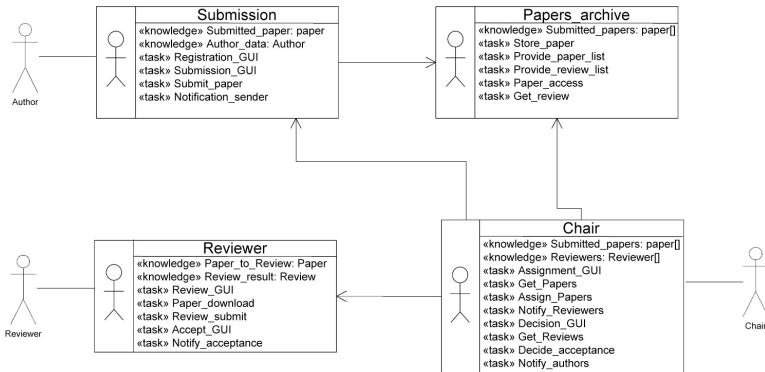 Submission
«knowledge» Submitted_paper: paper
«knowledge» Author_data: Author
«task» Registration_GUI
«task» Submission_GUI
«task» Submit_paper
«task» Notification_sender
Author
Papers_archive
«knowledge» Submitted_papers: paper[]
«task» Store_paper
«task» Provide_paper_list
«task» Provide_review_list
«task» Paper_access
«task» Get_review
Reviewer
«knowledge» Paper_to_Review: Paper
«knowledge» Review_result: Review
«task» Review_GUI
«task» Paper_download
«task» Review_submit
«task» Accept_GUI
«task» Notify_acceptance
Reviewer
Chair
«knowledge» Submitted_papers: paper[]
«knowledge» Reviewers: Reviewer[]
«task» Assignment_GUI
«task» Get_Papers
«task» Assign_Papers
«task» Notify_Reviewers
«task» Decision_GUI
«task» Get_Reviews
«task» Decide_acceptance
«task» Notify_authors
Chair